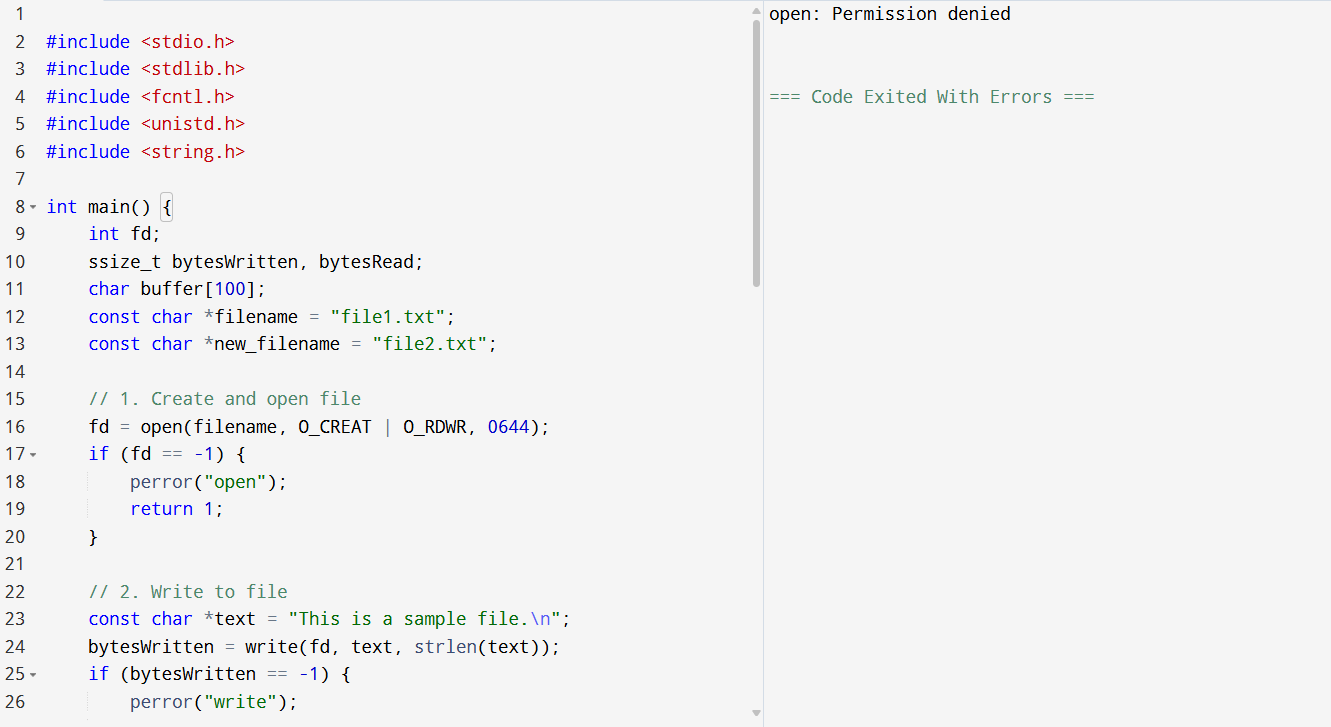 1
2 #include <stdio.h>
3 #include <stdlib.h>
4 #include <fcntl.h>
5 #include <unistd.h>
6 #include <string.h>
7
8 int main() {
9     int fd;
10     ssize_t bytesWritten, bytesRead;
11     char buffer[100];
12     const char *filename = "file1.txt";
13     const char *new_filename = "file2.txt";
14
15     // 1. Create and open file
16     fd = open(filename, O_CREAT | O_RDWR, 0644);
17     if (fd == -1) {
18         perror("open");
19         return 1;
20     }
21
22     // 2. Write to file
23     const char *text = "This is a sample file.\n";
24     bytesWritten = write(fd, text, strlen(text));
25     if (bytesWritten == -1) {
26         perror("write");
open: Permission denied
=== Code Exited With Errors ===